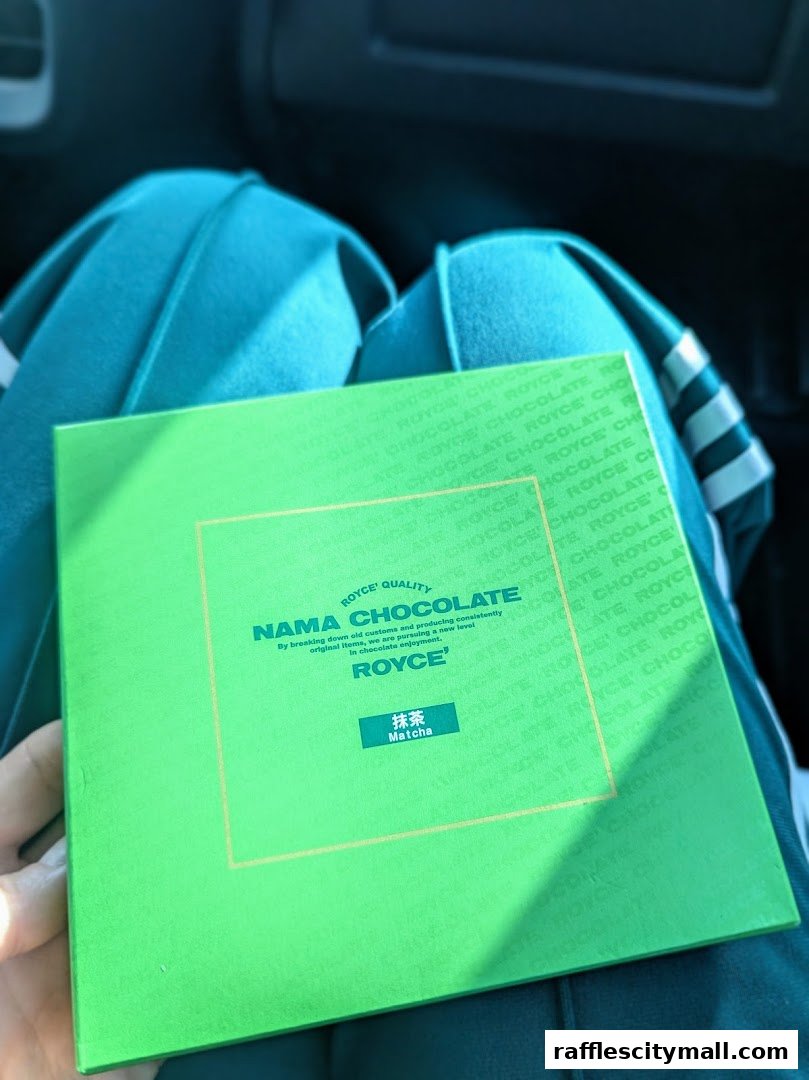 ROYCE' QUALITY
NAMA CHOCOLATE
By breaking down old customs and producing consistently
original items, we are pursuing a new level
in chocolate enjoyment.
ROYCE'
抹茶
Matcha
rafflescitymall.com